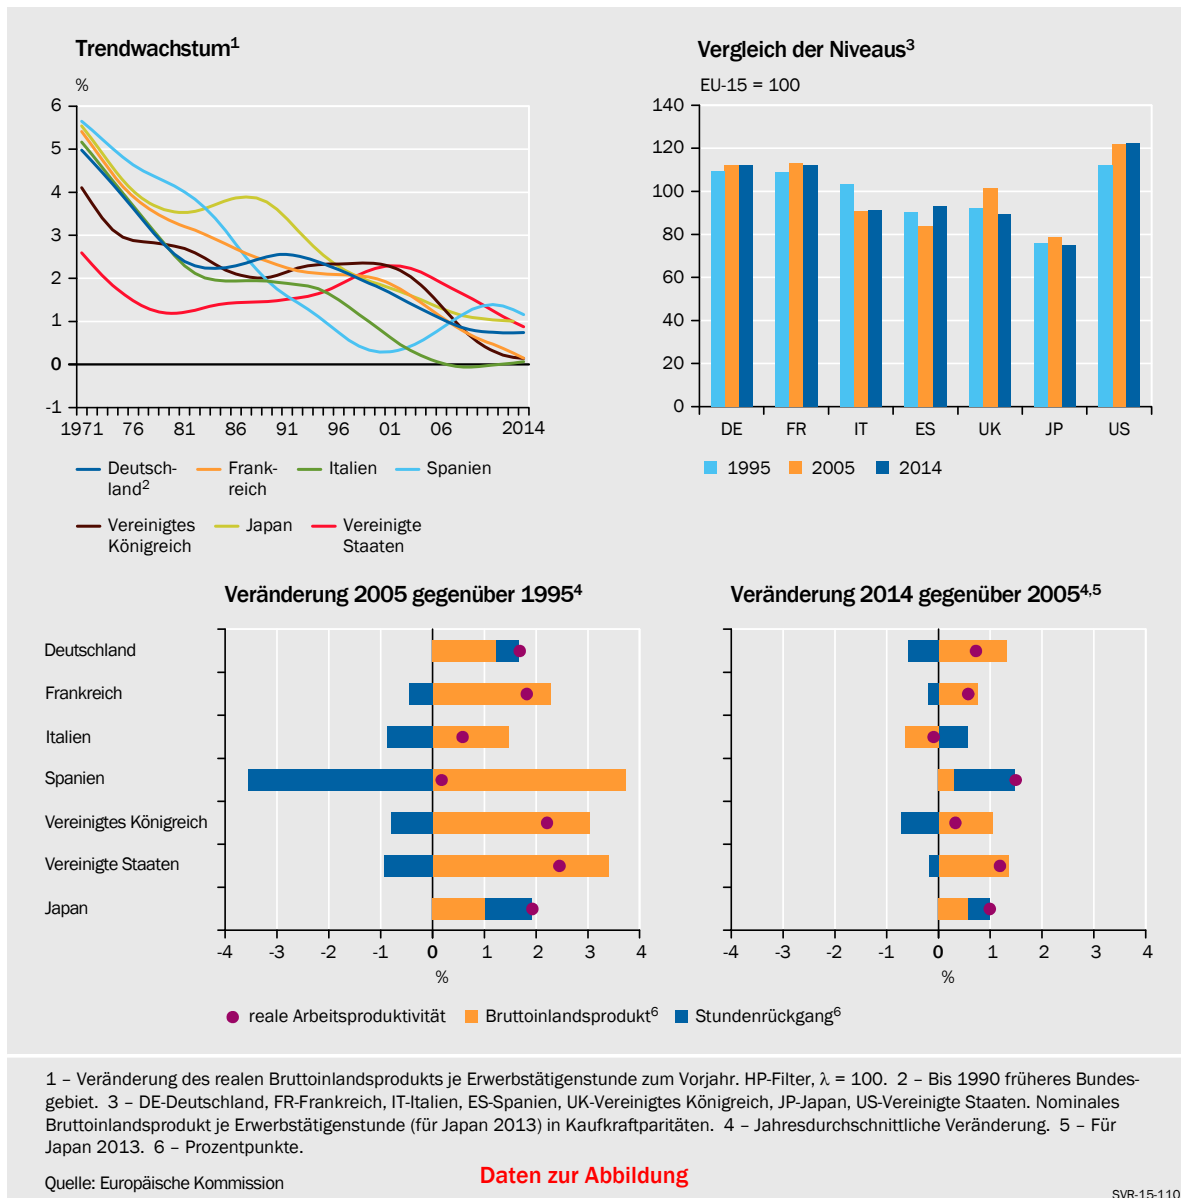 Trendwachstum1
%
6
5
4
3
2
1
0
-1
1971 76 81 86 91 96 01 06 2014
Deutsch-
land2
Frank-
reich
Italien
Spanien
Vereinigtes
Königreich
Japan
Vereinigte
Staaten
Vergleich der Niveaus3
EU-15 = 100
140
120
100
80
60
40
20
0
DE FR IT ES UK JP US
1995 2005 2014
Veränderung 2005 gegenüber 19954
Deutschland
Frankreich
Italien
Spanien
Vereinigtes Königreich
Vereinigte Staaten
Japan
-4 -3 -2 -1 0 1 2 3 4
%
Veränderung 2014 gegenüber 20054,5
-4 -3 -2 -1 0 1 2 3 4
%
reale Arbeitsproduktivität Bruttoinlandsprodukt6 Stundenrückgang6
1 – Veränderung des realen Bruttoinlandsprodukts je Erwerbstätigenstunde zum Vorjahr. HP-Filter, λ = 100. 2 – Bis 1990 früheres Bundes-
gebiet. 3 – DE-Deutschland, FR-Frankreich, IT-Italien, ES-Spanien, UK-Vereinigtes Königreich, JP-Japan, US-Vereinigte Staaten. Nominales
Bruttoinlandsprodukt je Erwerbstätigenstunde (für Japan 2013) in Kaufkraftparitäten. 4 – Jahresdurchschnittliche Veränderung. 5 – Für
Japan 2013. 6 – Prozentpunkte.
Quelle: Europäische Kommission
Daten zur Abbildung
SVR-15-110